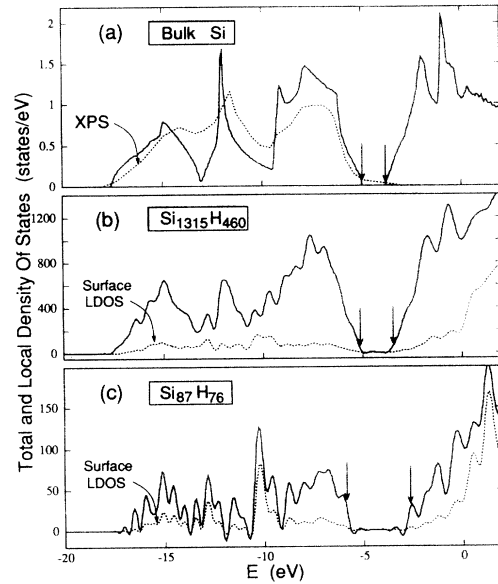 Total and Local Density Of States (states/eV)
(a)
Bulk Si
XPS
2
1.5
1
0.5
0
(b)
Si1315H460
Surface
LDOS
1200
800
400
0
(c)
Si87H76
Surface
LDOS
150
100
50
0
-20
-15
-10
-5
0
E (eV)